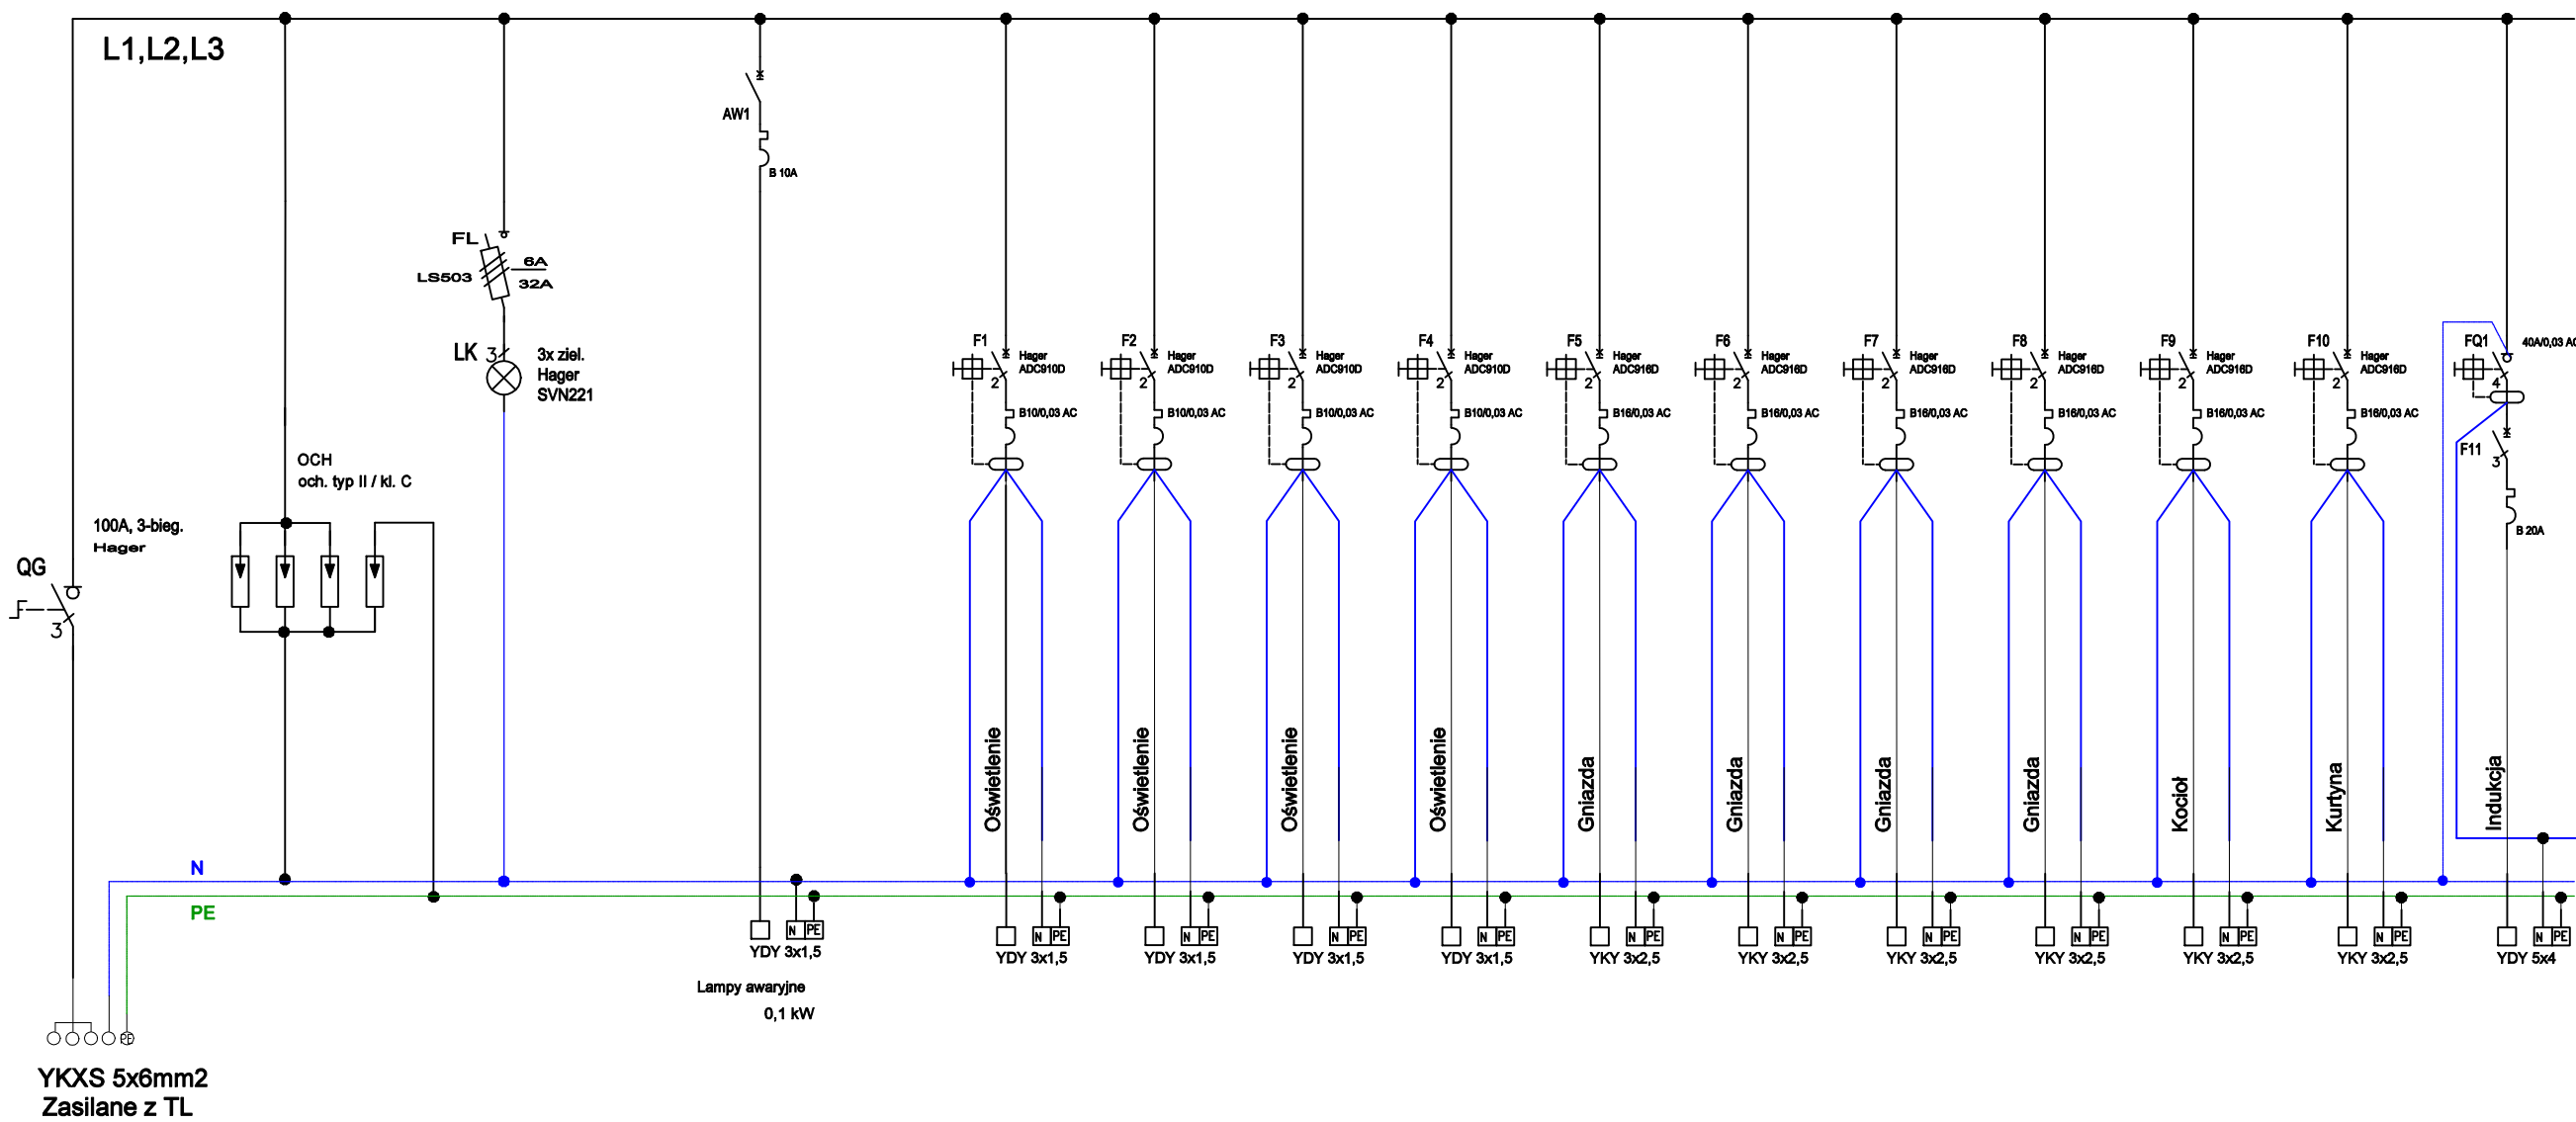 L1,L2,L3
QG
100A, 3-bieg.
Hager
3
OCH
och. typ II / kl. C
FL
LS503
6A
32A
LK
3
3x ziel.
Hager
SVN221
AW1
B 10A
F1
Hager
ADC910D
2
B10/0,03 AC
Oświetlenie
F2
Hager
ADC910D
2
B10/0,03 AC
Oświetlenie
F3
Hager
ADC910D
2
B10/0,03 AC
Oświetlenie
F4
Hager
ADC910D
2
B10/0,03 AC
Oświetlenie
F5
Hager
ADC916D
2
B16/0,03 AC
Gniazda
F6
Hager
ADC916D
2
B16/0,03 AC
Gniazda
F7
Hager
ADC916D
2
B16/0,03 AC
Gniazda
F8
Hager
ADC916D
2
B16/0,03 AC
Gniazda
F9
Hager
ADC916D
2
B16/0,03 AC
Kocioł
F10
Hager
ADC916D
2
B16/0,03 AC
Kurtyna
FQ1
40A/0,03 AC
4
F11
3
B 20A
Indukcja
N
PE
N PE
YDY 3x1,5
Lampy awaryjne
0,1 kW
N PE
YDY 3x1,5
N PE
YDY 3x1,5
N PE
YDY 3x1,5
N PE
YDY 3x1,5
N PE
YKY 3x2,5
N PE
YKY 3x2,5
N PE
YKY 3x2,5
N PE
YKY 3x2,5
N PE
YKY 3x2,5
N PE
YKY 3x2,5
N PE
YDY 5x4
PE
YKXS 5x6mm2
Zasilane z TL